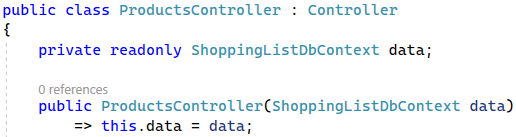 public class ProductsController : Controller
{
    private readonly ShoppingListDbContext data;
    0 references
    public ProductsController(ShoppingListDbContext data)
        => this.data = data;